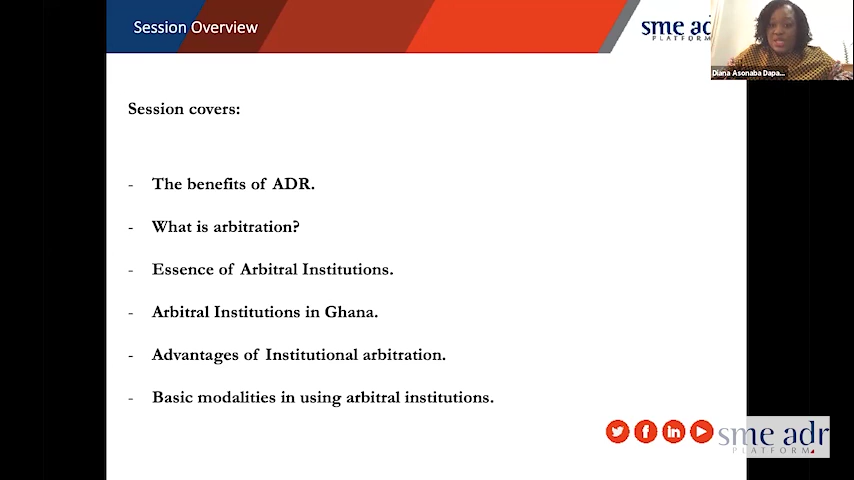 Session Overview
sme ad
PLATFORM
Diana Asonaba Dapa...
Session covers:
- The benefits of ADR.
- What is arbitration?
- Essence of Arbitral Institutions.
- Arbitral Institutions in Ghana.
- Advantages of Institutional arbitration.
- Basic modalities in using arbitral institutions.
sme adr
PLATFORM